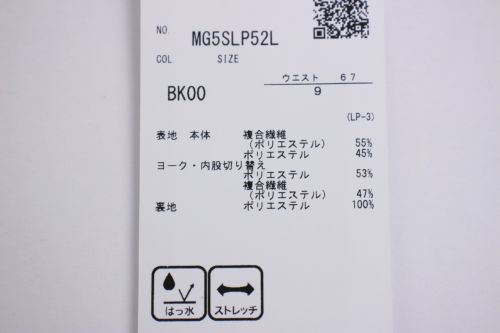 NO. MG5SLP52L
COL SIZE
BK00 ウエスト 67
9
(LP-3)
表地 本体 複合繊維
(ポリエステル) 55%
ポリエステル 45%
ヨーク・内股切り替え
ポリエステル 53%
複合繊維
(ポリエステル) 47%
裏地 ポリエステル 100%
はっ水 ストレッチ